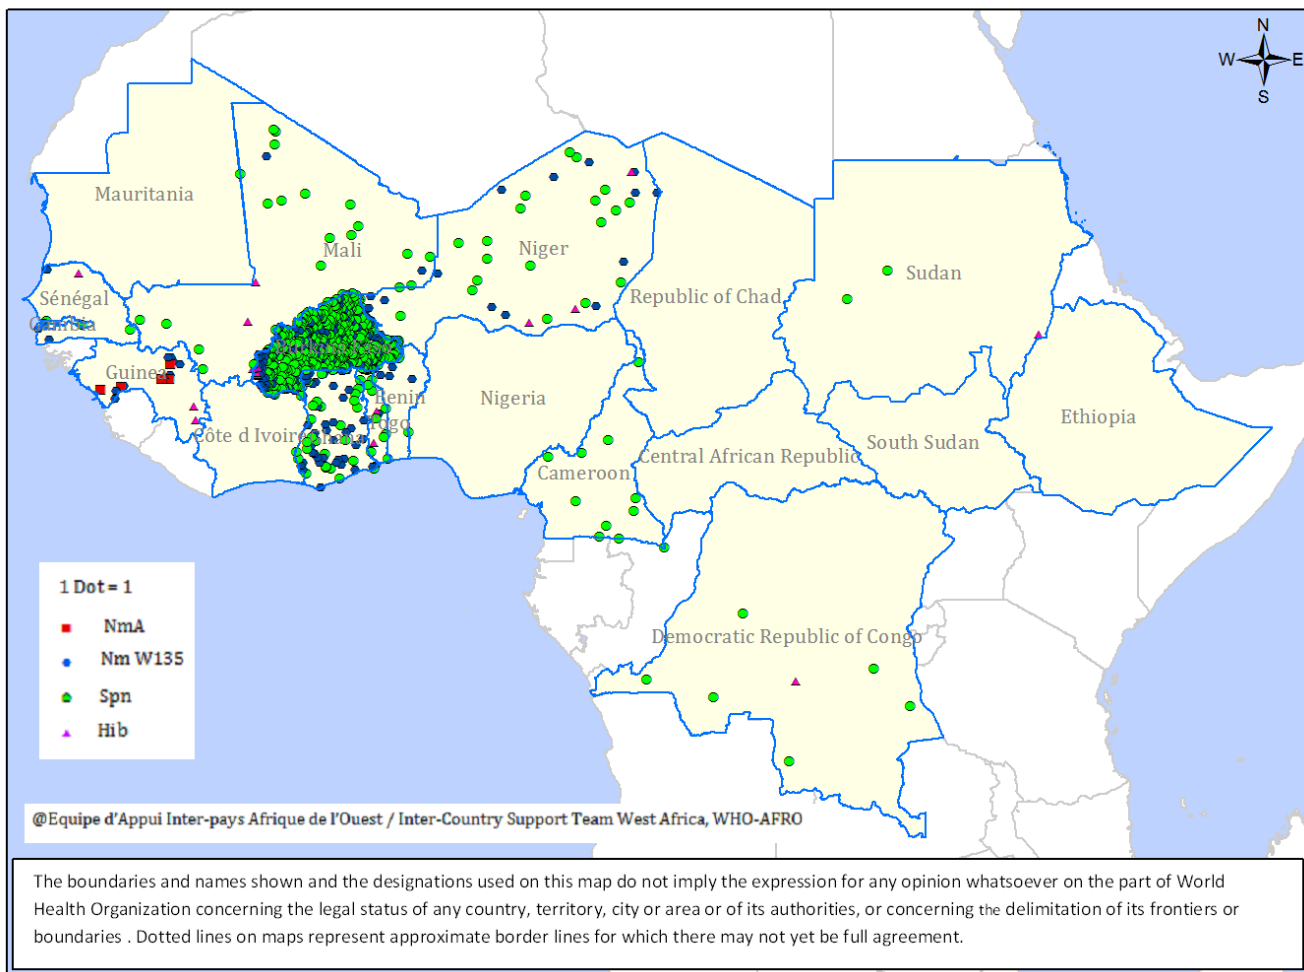 N
W E
S
Mauritania
Mali
Niger
Sudan
Republic of Chad
Sénégal
Gambia
Guinea
Benin
Togo
Nigeria
Côte d Ivoire
Ghana
Ethiopia
South Sudan
Central African Republic
Cameroon
Democratic Republic of Congo
1 Dot = 1
NmA
Nm W135
Spn
Hib
@Equipe d'Appui Inter-pays Afrique de l'Ouest / Inter-Country Support Team West Africa, WHO-AFRO
The boundaries and names shown and the designations used on this map do not imply the expression for any opinion whatsoever on the part of World
Health Organization concerning the legal status of any country, territory, city or area or of its authorities, or concerning the delimitation of its frontiers or
boundaries . Dotted lines on maps represent approximate border lines for which there may not yet be full agreement.